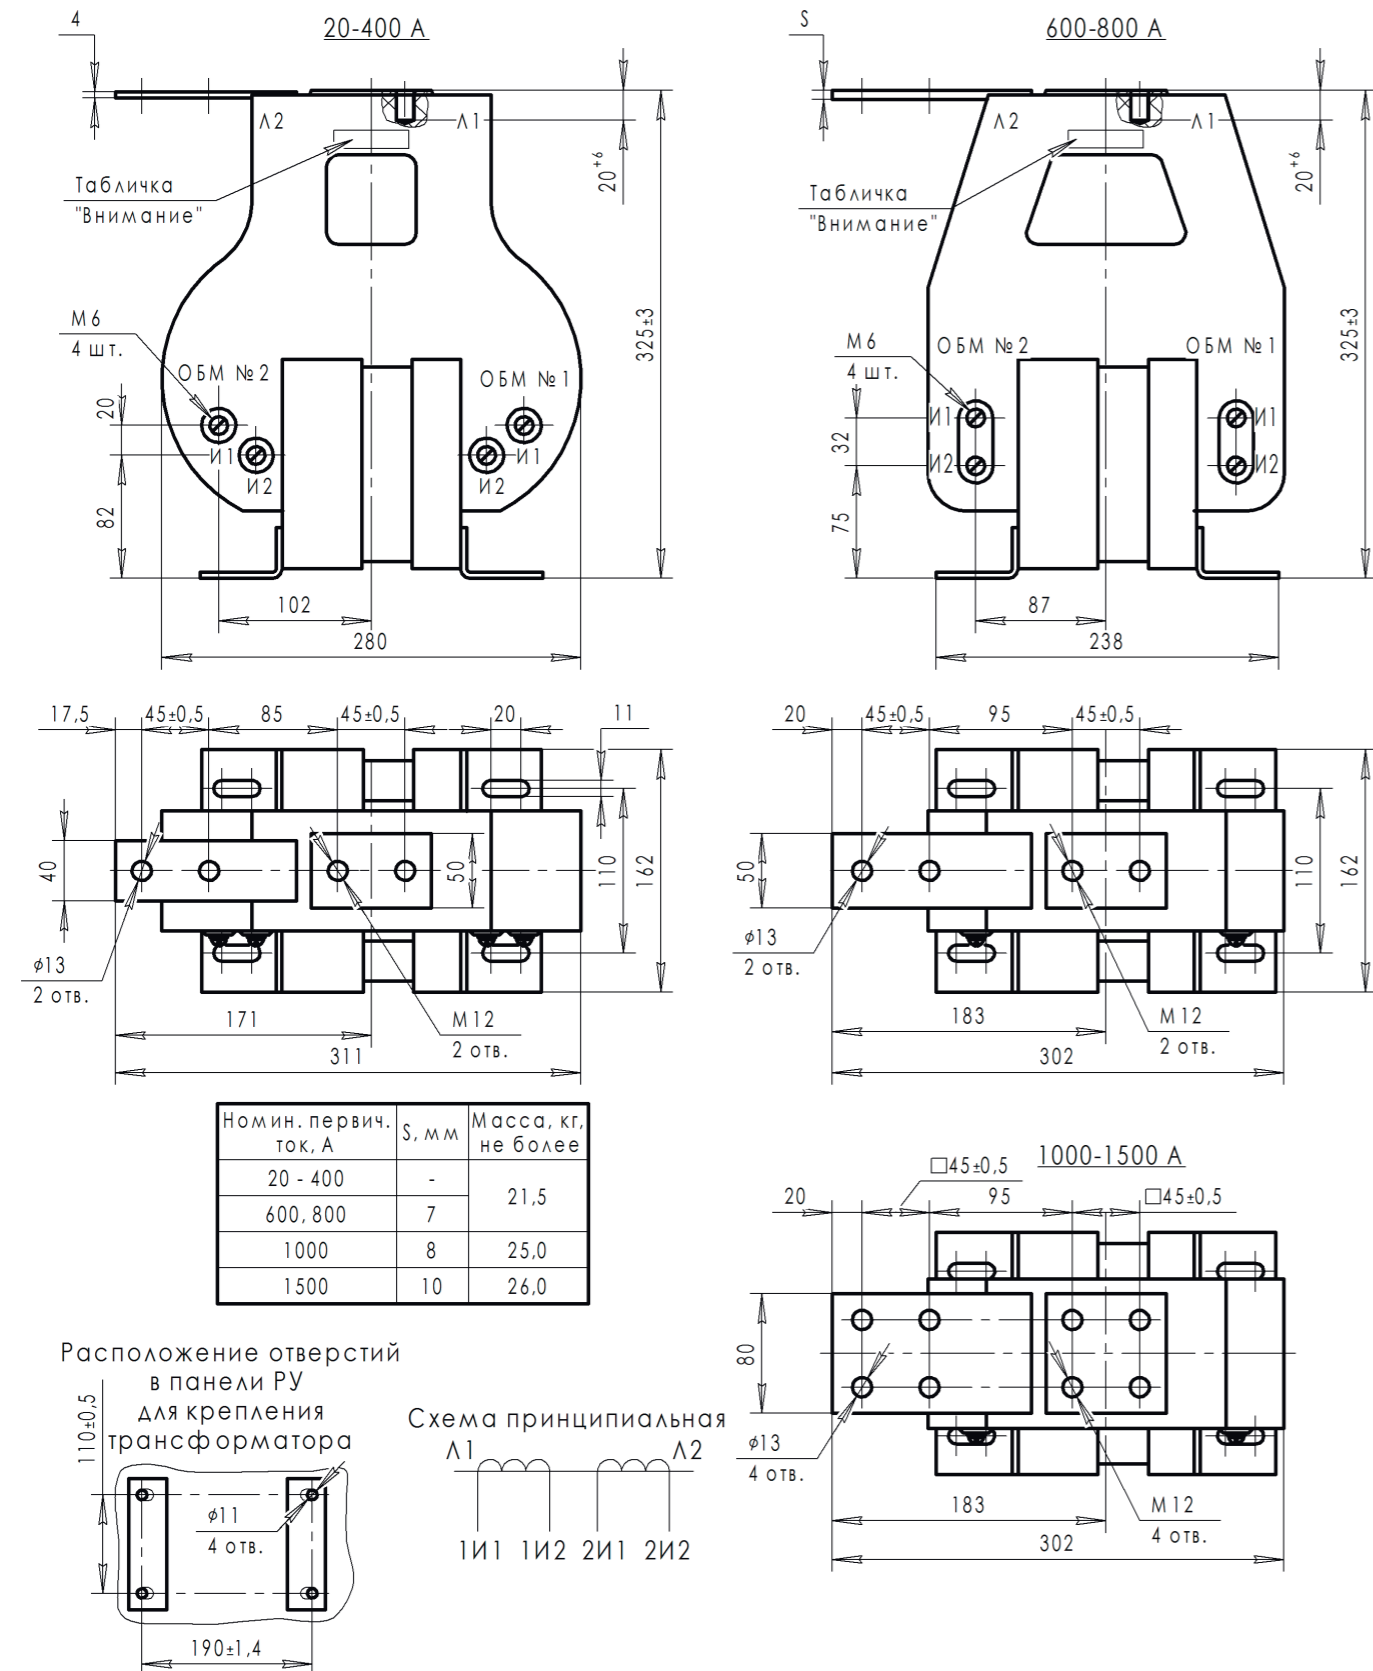 20-400 А
4
Л2
Л1
20⁺⁶
Табличка
"Внимание"
325±3
М6
4 шт.
ОБМ №2
ОБМ №1
20
И1
И1
И2
И2
82
102
280
600-800 А
S
Л2
Л1
20⁺⁶
Табличка
"Внимание"
325±3
М6
4 шт.
ОБМ №2
ОБМ №1
И1
И1
32
И2
И2
75
87
238
17,5
45±0,5
85
45±0,5
20
11
40
50
110
162
ø13
2 отв.
171
М12
2 отв.
311
20
45±0,5
95
45±0,5
50
110
162
ø13
2 отв.
183
М12
2 отв.
302
Номин. первич. ток, А
S, мм
Масса, кг, не более
20 - 400
-
21,5
600, 800
7
1000
8
25,0
1500
10
26,0
1000-1500 А
□45±0,5
20
95
□45±0,5
80
ø13
4 отв.
183
М12
4 отв.
302
Расположение отверстий
в панели РУ
для крепления
трансформатора
110±0,5
ø11
4 отв.
190±1,4
Схема принципиальная
Л1
Л2
1И1 1И2 2И1 2И2